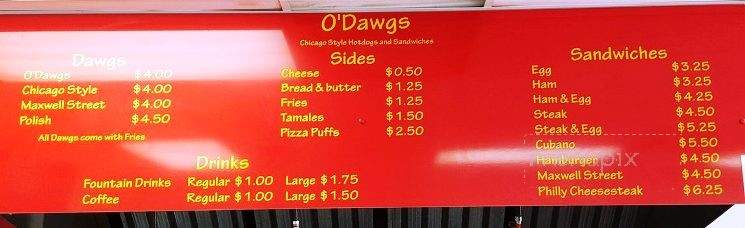 O'Dawgs
Chicago Style Hotdogs and Sandwiches
Dawgs
O'Dawgs $4.00
Chicago Style $4.00
Maxwell Street $4.00
Polish $4.50
All Dawgs come with Fries
Sides
Cheese $0.50
Bread & butter $1.25
Fries $1.25
Tamales $1.50
Pizza Puffs $2.50
Sandwiches
Egg $3.25
Ham $3.25
Ham & Egg $4.25
Steak $4.50
Steak & Egg $5.25
Cubano $5.50
Hamburger $4.50
Maxwell Street $4.50
Philly Cheesesteak $6.25
Drinks
Fountain Drinks Regular $1.00 Large $1.75
Coffee Regular $1.00 Large $1.50